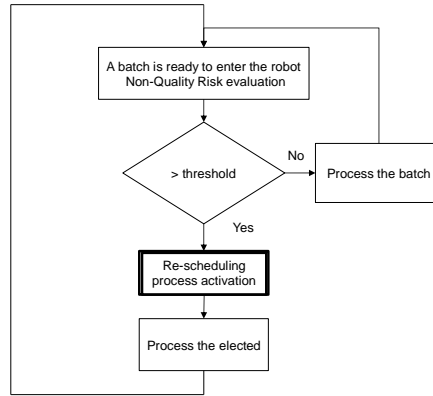 A batch is ready to enter the robot
Non-Quality Risk evaluation
> threshold
No
Process the batch
Yes
Re-scheduling
process activation
Process the elected